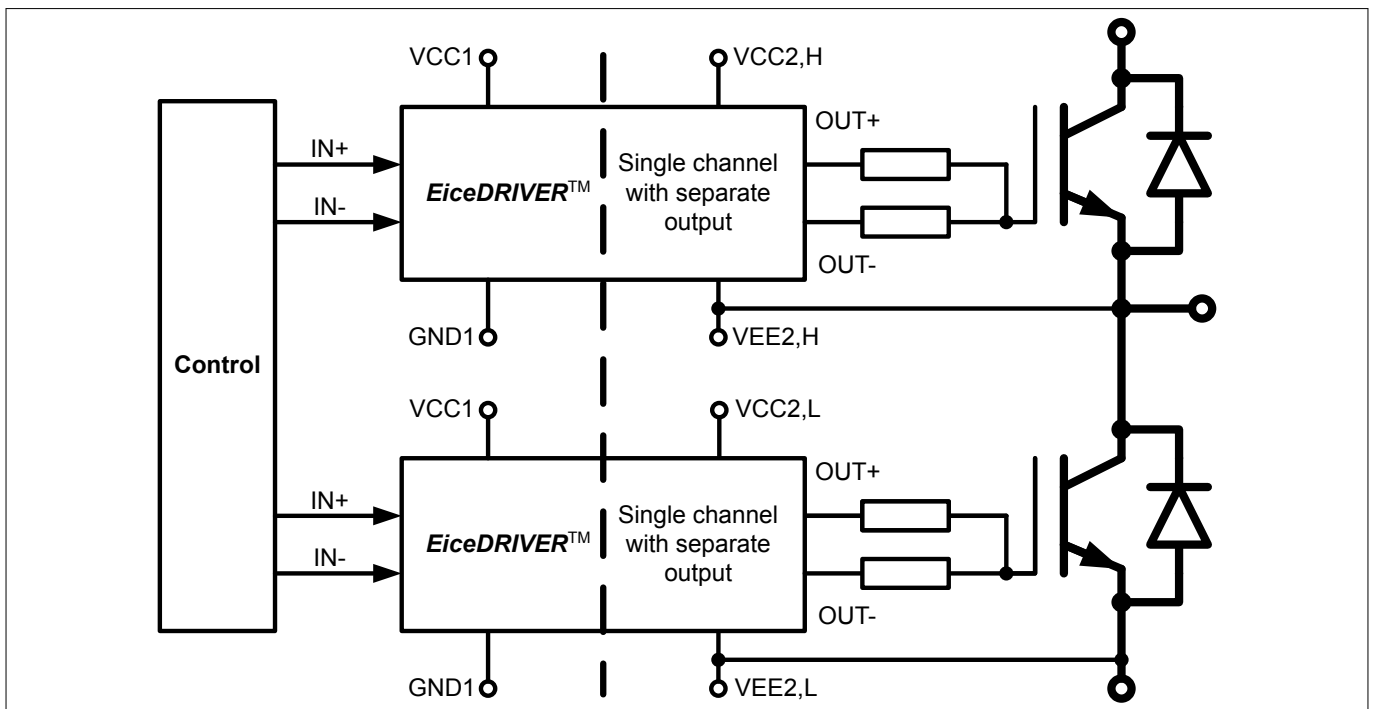 VCC1
VCC2,H
OUT+
IN+
EiceDRIVER™
Single channel
with separate
output
IN-
OUT-
GND1
VEE2,H
Control
VCC1
VCC2,L
OUT+
IN+
EiceDRIVER™
Single channel
with separate
output
IN-
OUT-
GND1
VEE2,L